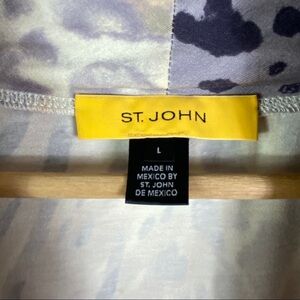 ST. JOHN
L
MADE IN
MEXICO BY
ST. JOHN
DE MEXICO